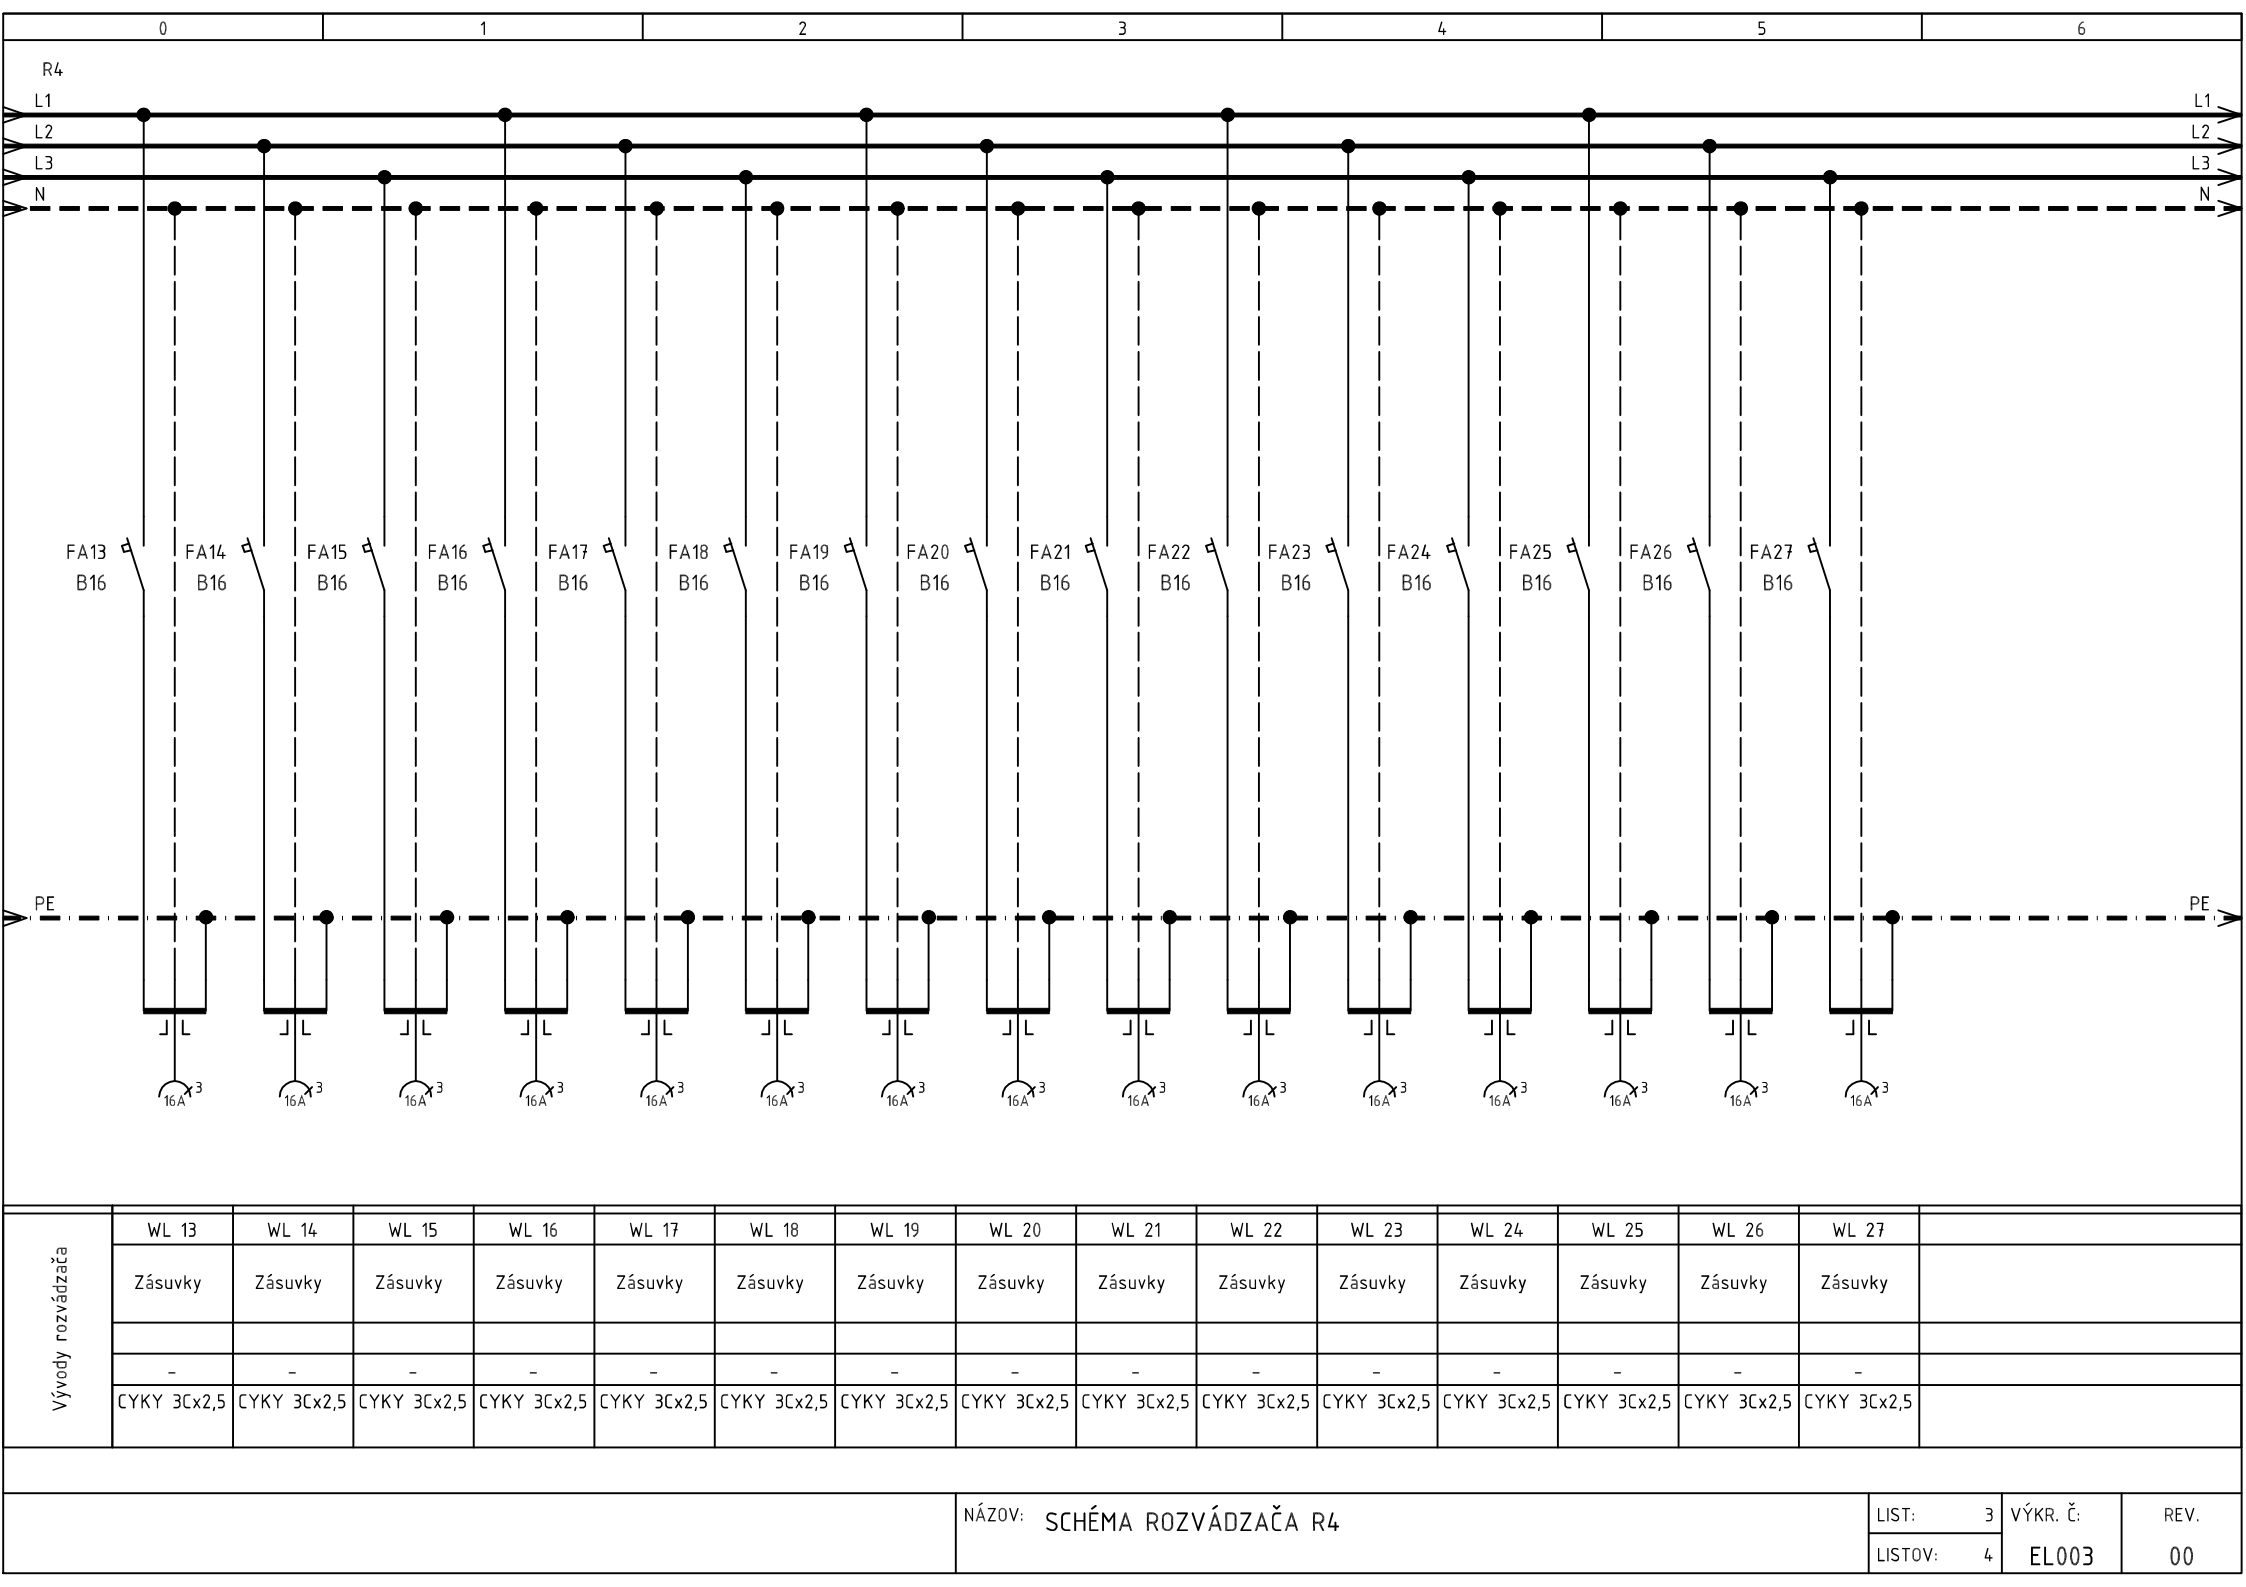 0 1 2 3 4 5 6
R4
L1 L1
L2 L2
L3 L3
N N
FA13 FA14 FA15 FA16 FA17 FA18 FA19 FA20 FA21 FA22 FA23 FA24 FA25 FA26 FA27
B16 B16 B16 B16 B16 B16 B16 B16 B16 B16 B16 B16 B16 B16 B16
PE PE
3 3 3 3 3 3 3 3 3 3 3 3 3 3 3
16A 16A 16A 16A 16A 16A 16A 16A 16A 16A 16A 16A 16A 16A 16A
Vývody rozvádzača
WL 13 WL 14 WL 15 WL 16 WL 17 WL 18 WL 19 WL 20 WL 21 WL 22 WL 23 WL 24 WL 25 WL 26 WL 27
Zásuvky Zásuvky Zásuvky Zásuvky Zásuvky Zásuvky Zásuvky Zásuvky Zásuvky Zásuvky Zásuvky Zásuvky Zásuvky Zásuvky Zásuvky
- - - - - - - - - - - - - - -
CYKY 3Cx2,5 CYKY 3Cx2,5 CYKY 3Cx2,5 CYKY 3Cx2,5 CYKY 3Cx2,5 CYKY 3Cx2,5 CYKY 3Cx2,5 CYKY 3Cx2,5 CYKY 3Cx2,5 CYKY 3Cx2,5 CYKY 3Cx2,5 CYKY 3Cx2,5 CYKY 3Cx2,5 CYKY 3Cx2,5 CYKY 3Cx2,5
NÁZOV: SCHÉMA ROZVÁDZAČA R4
LIST: 3
LISTOV: 4
VÝKR. Č:
EL003
REV.
00